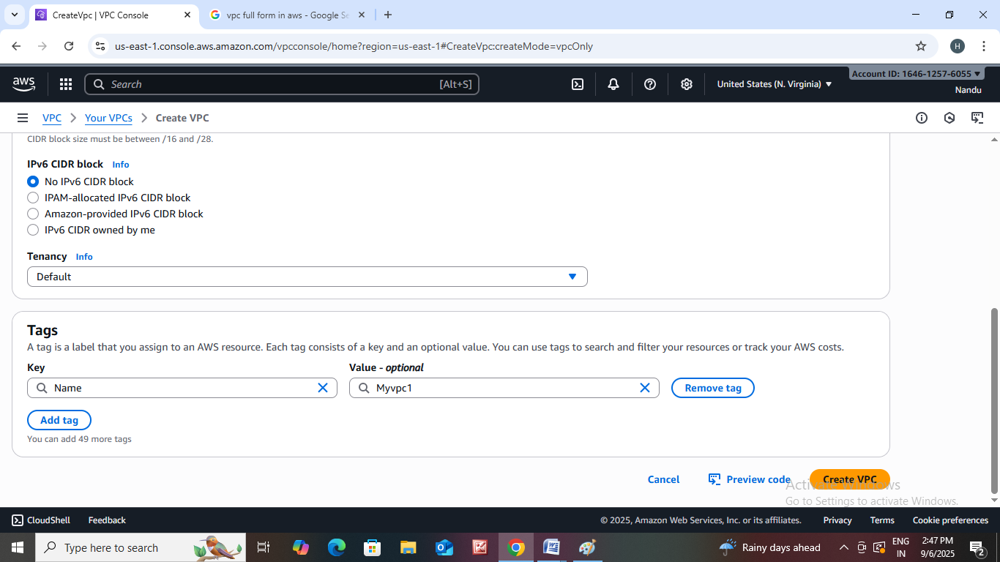 CreateVpc | VPC Console
vpc full form in aws - Google Se
us-east-1.console.aws.amazon.com/vpcconsole/home?region=us-east-1#CreateVpc:createMode=vpcOnly
H
aws
Search
[Alt+S]
United States (N. Virginia)
Account ID: 1646-1257-6055
Nandu
VPC
Your VPCs
Create VPC
CIDR block size must be between /16 and /28.
IPv6 CIDR block Info
No IPv6 CIDR block
IPAM-allocated IPv6 CIDR block
Amazon-provided IPv6 CIDR block
IPv6 CIDR owned by me
Tenancy Info
Default
Tags
A tag is a label that you assign to an AWS resource. Each tag consists of a key and an optional value. You can use tags to search and filter your resources or track your AWS costs.
Key
Value - optional
Name
Myvpc1
Remove tag
Add tag
You can add 49 more tags
Cancel
Preview code
Create VPC
Activate Windows
Go to Settings to activate Windows.
CloudShell
Feedback
© 2025, Amazon Web Services, Inc. or its affiliates.
Privacy
Terms
Cookie preferences
Type here to search
Rainy days ahead
ENG
IN
2:47 PM
9/6/2025
2